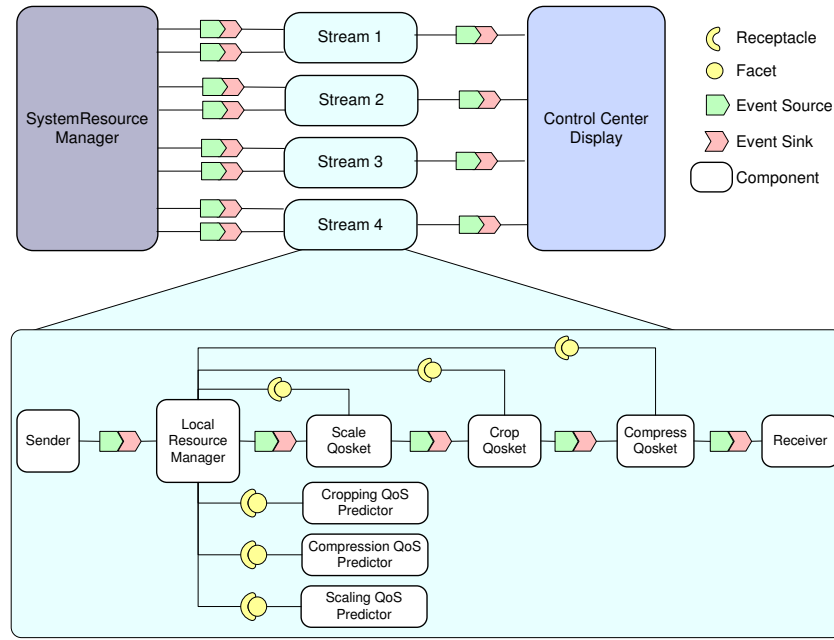 Stream 1
Receptacle
Facet
Stream 2
SystemResource
Manager
Control Center
Display
Event Source
Event Sink
Stream 3
Component
Stream 4
Sender
Local
Resource
Manager
Scale
Qosket
Crop
Qosket
Compress
Qosket
Receiver
Cropping QoS
Predictor
Compression QoS
Predictor
Scaling QoS
Predictor